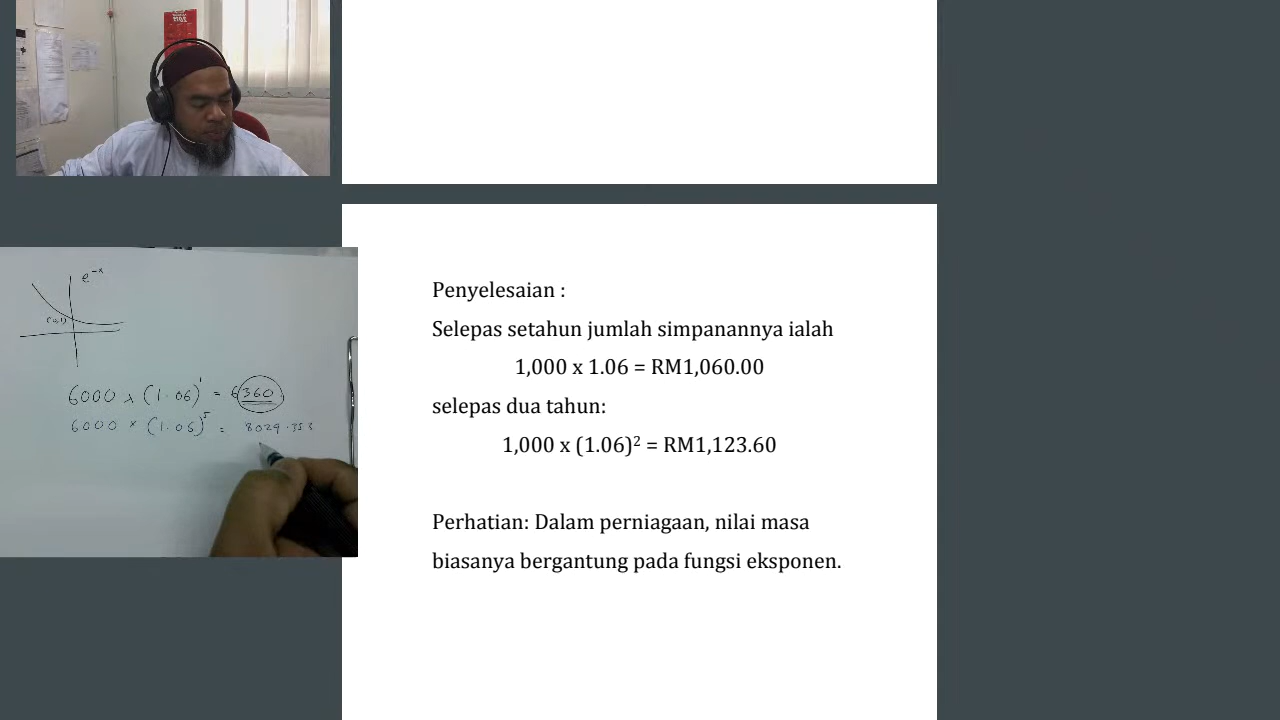 e⁻ˣ
(0,1)
6000 x (1.06)¹ = 6360
6000 x (1.06)⁵ = 8029.353
Penyelesaian :
Selepas setahun jumlah simpanannya ialah
1,000 x 1.06 = RM1,060.00
selepas dua tahun:
1,000 x (1.06)² = RM1,123.60
Perhatian: Dalam perniagaan, nilai masa
biasanya bergantung pada fungsi eksponen.